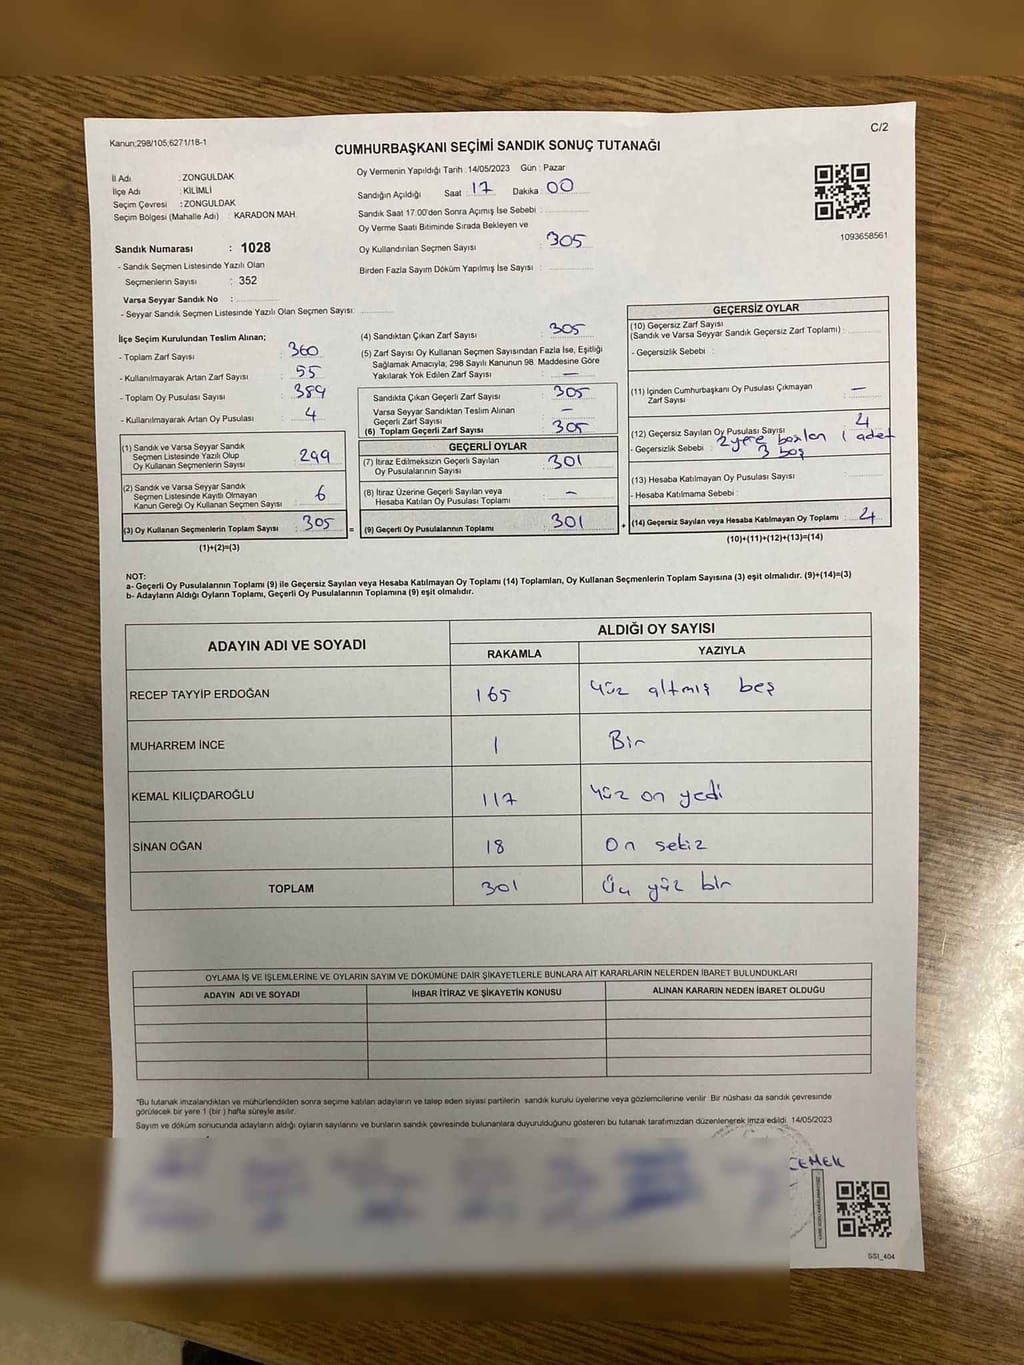 Kanun;298/105,6271/18-1
C/2
CUMHURBAŞKANI SEÇİMİ SANDIK SONUÇ TUTANAĞI
İl Adı : ZONGULDAK
İlçe Adı : KİLİMLİ
Seçim Çevresi : ZONGULDAK
Seçim Bölgesi (Mahalle Adı) : KARADON MAH.
Sandık Numarası : 1028
- Sandık Seçmen Listesinde Yazılı Olan
Seçmenlerin Sayısı : 352
Varsa Seyyar Sandık No :
- Seyyar Sandık Seçmen Listesinde Yazılı Olan Seçmen Sayısı:
Oy Vermenin Yapıldığı Tarih : 14/05/2023 Gün : Pazar
Sandığın Açıldığı Saat : 17 Dakika : 00
Sandık Saat 17:00'den Sonra Açımış İse Sebebi :
Oy Verme Saati Bitiminde Sırada Bekleyen ve
Oy Kullandırılan Seçmen Sayısı : 305
Birden Fazla Sayım Döküm Yapılmış İse Sayısı :
1093658561
İlçe Seçim Kurulundan Teslim Alınan;
- Toplam Zarf Sayısı : 360
- Kullanılmayarak Artan Zarf Sayısı : 55
- Toplam Oy Pusulası Sayısı : 389
- Kullanılmayarak Artan Oy Pusulası : 4
(1) Sandık ve Varsa Seyyar Sandık
Seçmen Listesinde Yazılı Olup
Oy Kullanan Seçmenlerin Sayısı : 299
(2) Sandık ve Varsa Seyyar Sandık
Seçmen Listesinde Kayıtlı Olmayan
Kanun Gereği Oy Kullanan Seçmen Sayısı : 6
(3) Oy Kullanan Seçmenlerin Toplam Sayısı : 305 =
(1)+(2)=(3)
(4) Sandıktan Çıkan Zarf Sayısı : 305
(5) Zarf Sayısı Oy Kullanan Seçmen Sayısından Fazla İse, Eşitliği
Sağlamak Amacıyla; 298 Sayılı Kanunun 98. Maddesine Göre
Yakılarak Yok Edilen Zarf Sayısı : —
Sandıkta Çıkan Geçerli Zarf Sayısı : 305
Varsa Seyyar Sandıktan Teslim Alınan
Geçerli Zarf Sayısı : —
(6) Toplam Geçerli Zarf Sayısı : 305
GEÇERLİ OYLAR
(7) İtiraz Edilmeksizin Geçerli Sayılan
Oy Pusulalarının Sayısı : 301
(8) İtiraz Üzerine Geçerli Sayılan veya
Hesaba Katılan Oy Pusulası Toplamı : —
(9) Geçerli Oy Pusulalarının Toplamı : 301 +
GEÇERSİZ OYLAR
(10) Geçersiz Zarf Sayısı
(Sandık ve Varsa Seyyar Sandık Geçersiz Zarf Toplamı) :
- Geçersizlik Sebebi :
(11) İçinden Cumhurbaşkanı Oy Pusulası Çıkmayan
Zarf Sayısı : —
(12) Geçersiz Sayılan Oy Pusulası Sayısı : 4
- Geçersizlik Sebebi : 2 yere basılan 1 adet
3 boş
(13) Hesaba Katılmayan Oy Pusulası Sayısı :
- Hesaba Katılmama Sebebi :
(14) Geçersiz Sayılan veya Hesaba Katılmayan Oy Toplamı : 4
(10)+(11)+(12)+(13)=(14)
NOT:
a- Geçerli Oy Pusulalarının Toplamı (9) ile Geçersiz Sayılan veya Hesaba Katılmayan Oy Toplamı (14) Toplamları, Oy Kullanan Seçmenlerin Toplam Sayısına (3) eşit olmalıdır. (9)+(14)=(3)
b- Adayların Aldığı Oyların Toplamı, Geçerli Oy Pusulalarının Toplamına (9) eşit olmalıdır.
ADAYIN ADI VE SOYADI
ALDIĞI OY SAYISI
RAKAMLA YAZIYLA
RECEP TAYYİP ERDOĞAN 165 Yüz altmış beş
MUHARREM İNCE 1 Bir
KEMAL KILIÇDAROĞLU 117 Yüz on yedi
SİNAN OĞAN 18 On sekiz
TOPLAM 301 Üç yüz bir
OYLAMA İŞ VE İŞLEMLERİNE VE OYLARIN SAYIM VE DÖKÜMÜNE DAİR ŞİKAYETLERLE BUNLARA AİT KARARLARIN NELERDEN İBARET BULUNDUKLARI
ADAYIN ADI VE SOYADI İHBAR İTİRAZ VE ŞİKAYETİN KONUSU ALINAN KARARIN NEDEN İBARET OLDUĞU
*Bu tutanak imzalandıktan ve mühürlendikten sonra seçime katılan adayların ve talep eden siyasi partilerin sandık kurulu üyelerine veya gözlemcilerine verilir. Bir nüshası da sandık çevresinde
görülecek bir yere 1 (bir ) hafta süreyle asılır.
Sayım ve döküm sonucunda adayların aldığı oyların sayılarını ve bunların sandık çevresinde bulunanlara duyurulduğunu gösteren bu tutanak tarafımızdan düzenlenerek imza edildi. 14/05/2023
ÇEMEK
SSI_404